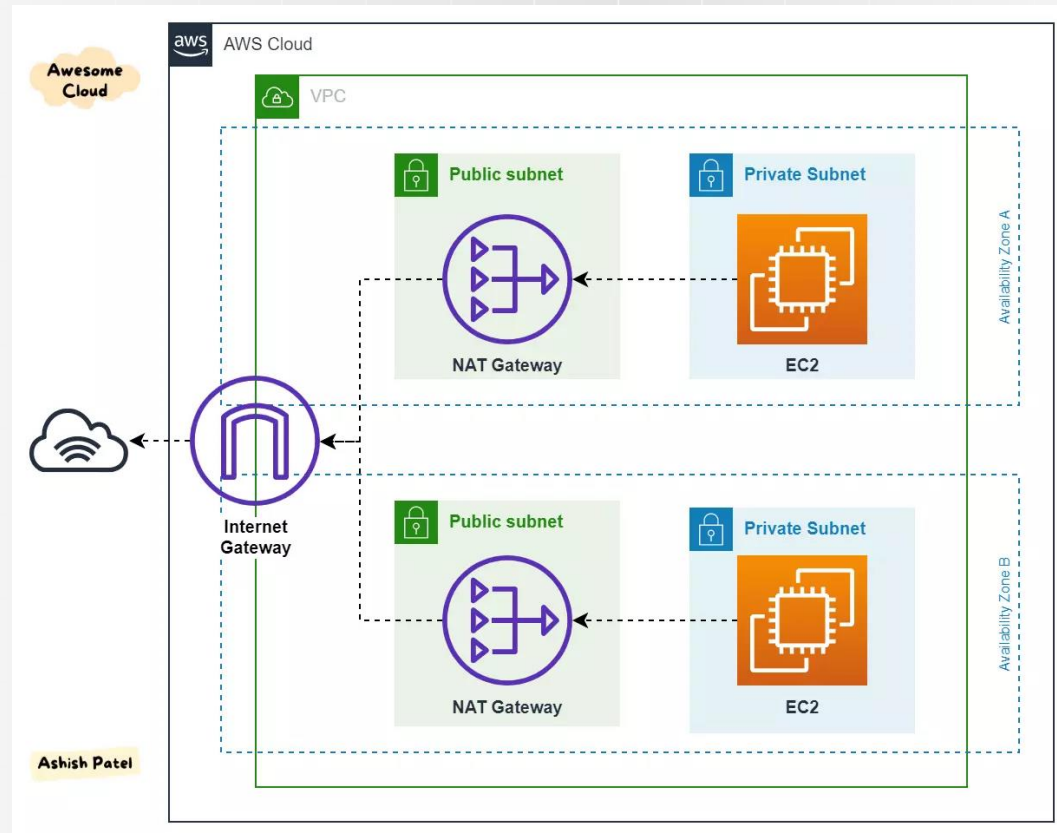 aws
AWS Cloud
Awesome
Cloud
VPC
Public subnet
Private Subnet
Availability Zone A
NAT Gateway
EC2
Internet
Gateway
Public subnet
Private Subnet
Availability Zone B
NAT Gateway
EC2
Ashish Patel